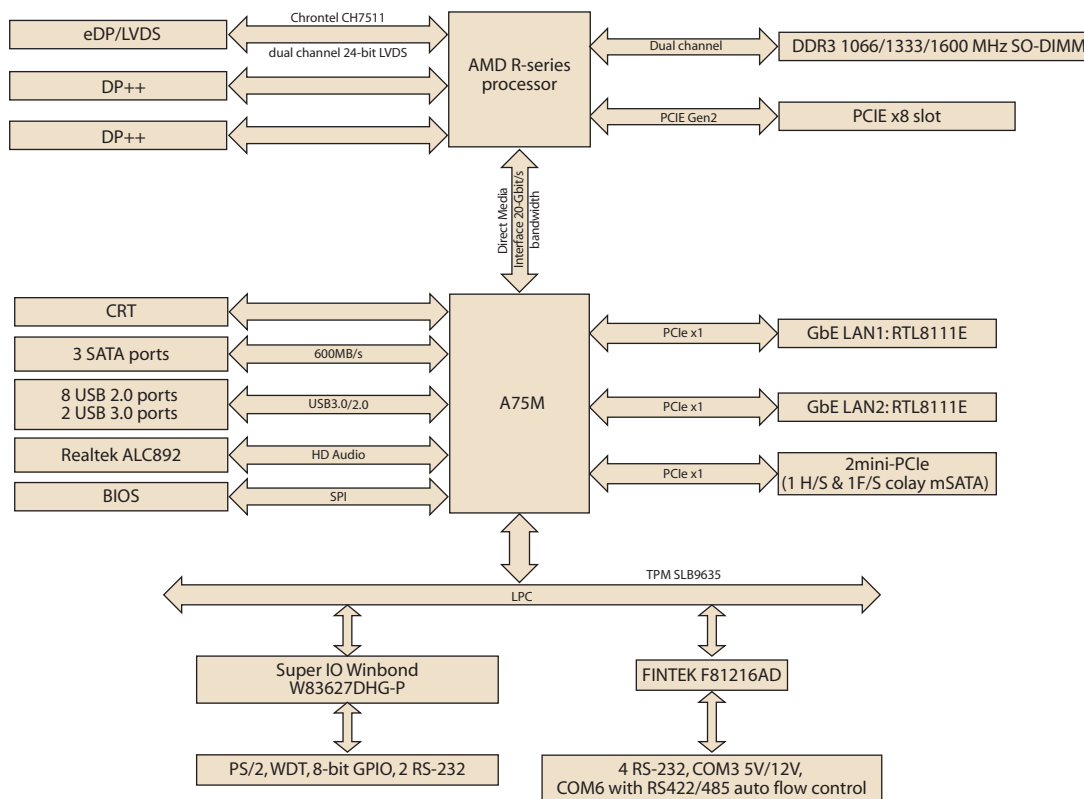 eDP/LVDS
Chrontel CH7511
dual channel 24-bit LVDS
DP++
DP++
AMD R-series
processor
Dual channel
DDR3 1066/1333/1600 MHz SO-DIMM
PCIE Gen2
PCIE x8 slot
Direct Media
Interface 20-Gbit/s
bandwidth
CRT
3 SATA ports
600MB/s
8 USB 2.0 ports
2 USB 3.0 ports
USB3.0/2.0
Realtek ALC892
HD Audio
BIOS
SPI
A75M
PCIe x1
GbE LAN1: RTL8111E
PCIe x1
GbE LAN2: RTL8111E
PCIe x1
2mini-PCIe
(1 H/S & 1F/S colay mSATA)
TPM SLB9635
LPC
Super IO Winbond
W83627DHG-P
FINTEK F81216AD
PS/2, WDT, 8-bit GPIO, 2 RS-232
4 RS-232, COM3 5V/12V,
COM6 with RS422/485 auto flow control